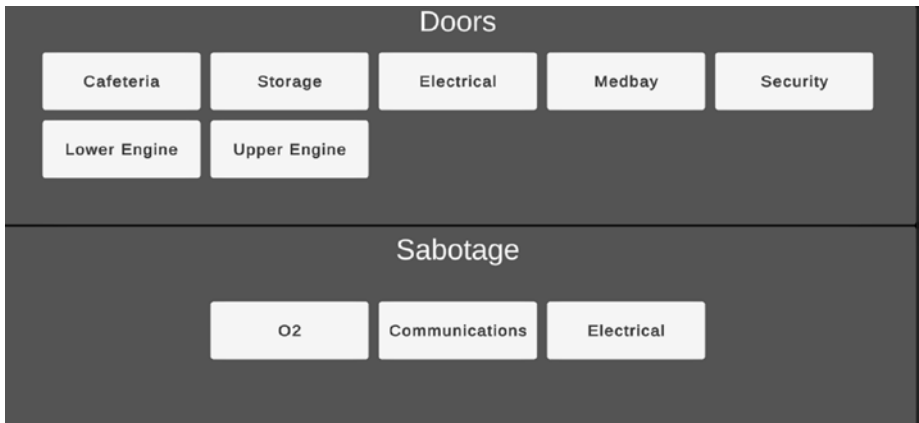 Doors
Cafeteria Storage Electrical Medbay Security
Lower Engine Upper Engine
Sabotage
O2 Communications Electrical